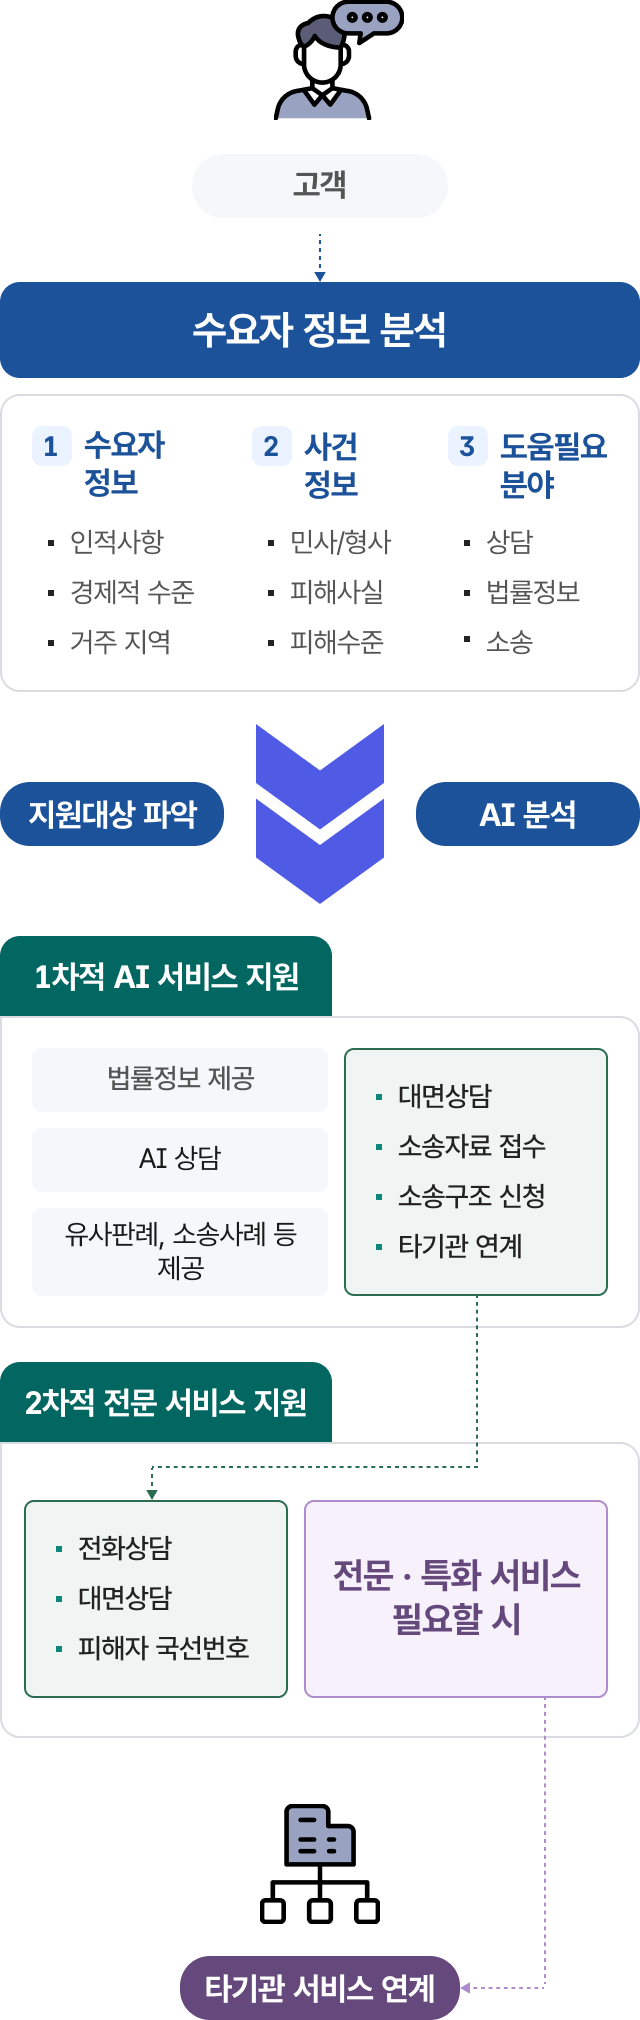 고객
수요자 정보 분석
1 수요자
정보
인적사항
경제적 수준
거주 지역
2 사건
정보
민사/형사
피해사실
피해수준
3 도움필요
분야
상담
법률정보
소송
지원대상 파악
AI 분석
1차적 AI 서비스 지원
법률정보 제공
AI 상담
유사판례, 소송사례 등
제공
대면상담
소송자료 접수
소송구조 신청
타기관 연계
2차적 전문 서비스 지원
전화상담
대면상담
피해자 국선번호
전문 · 특화 서비스
필요할 시
타기관 서비스 연계